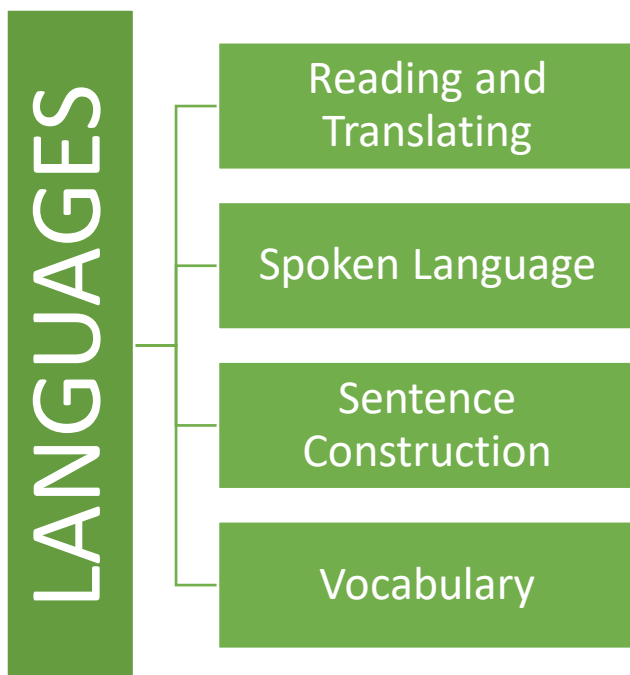 LANGUAGES
Reading and
Translating
Spoken Language
Sentence
Construction
Vocabulary